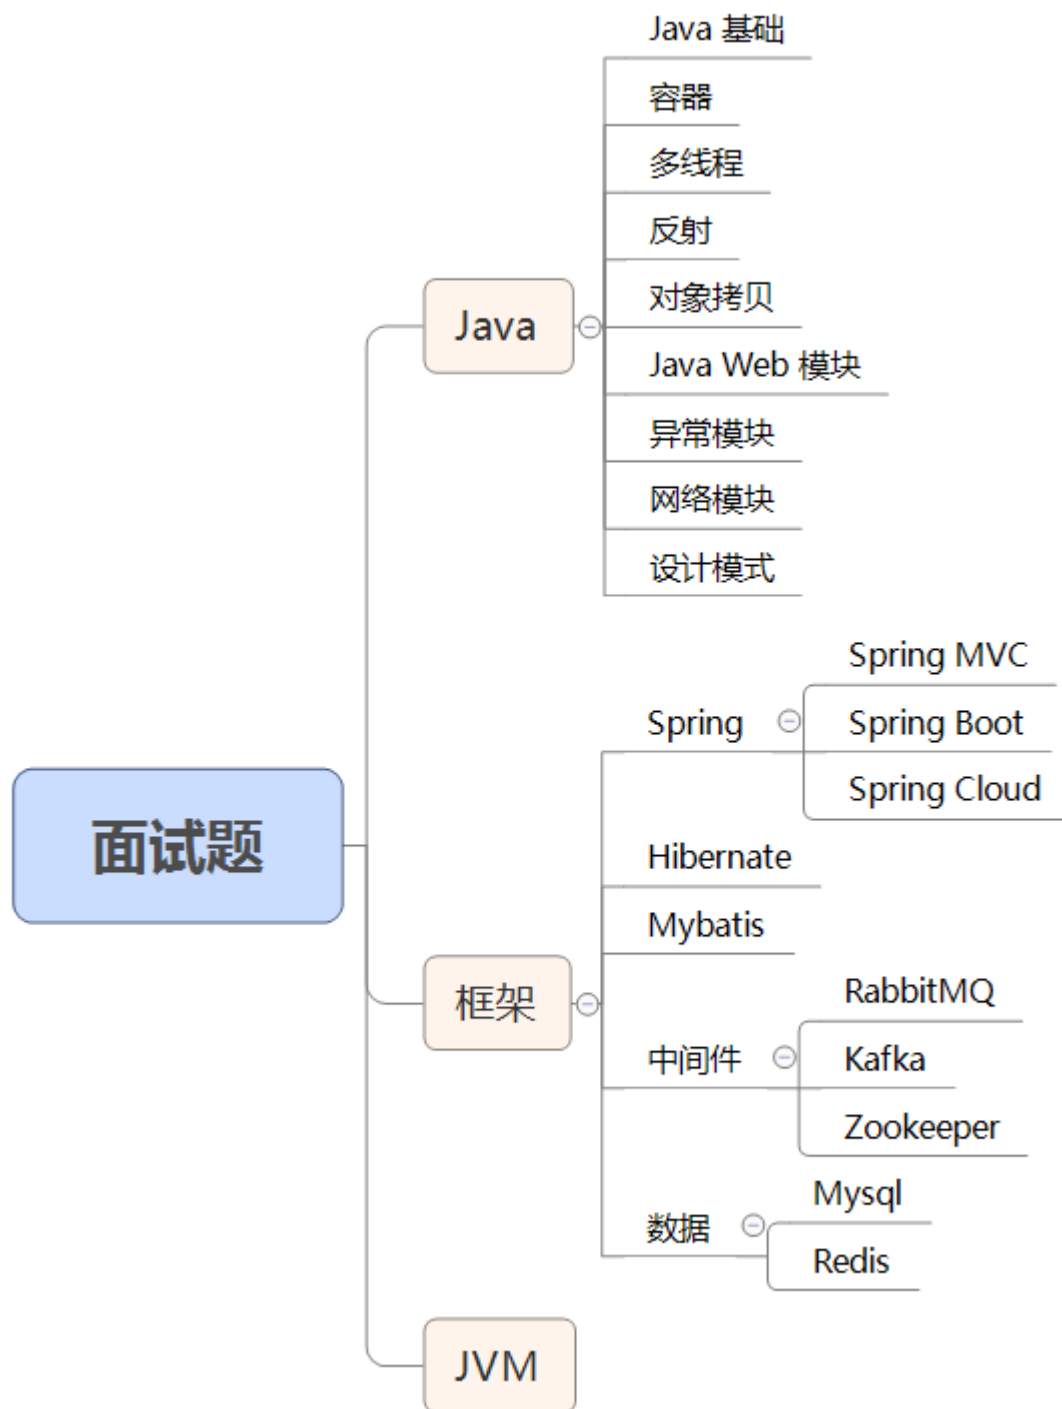 Java 基础
容器
多线程
反射
对象拷贝
Java
Java Web 模块
异常模块
网络模块
设计模式
Spring MVC
Spring
Spring Boot
Spring Cloud
面试题
Hibernate
Mybatis
框架
RabbitMQ
中间件
Kafka
Zookeeper
Mysql
数据
Redis
JVM